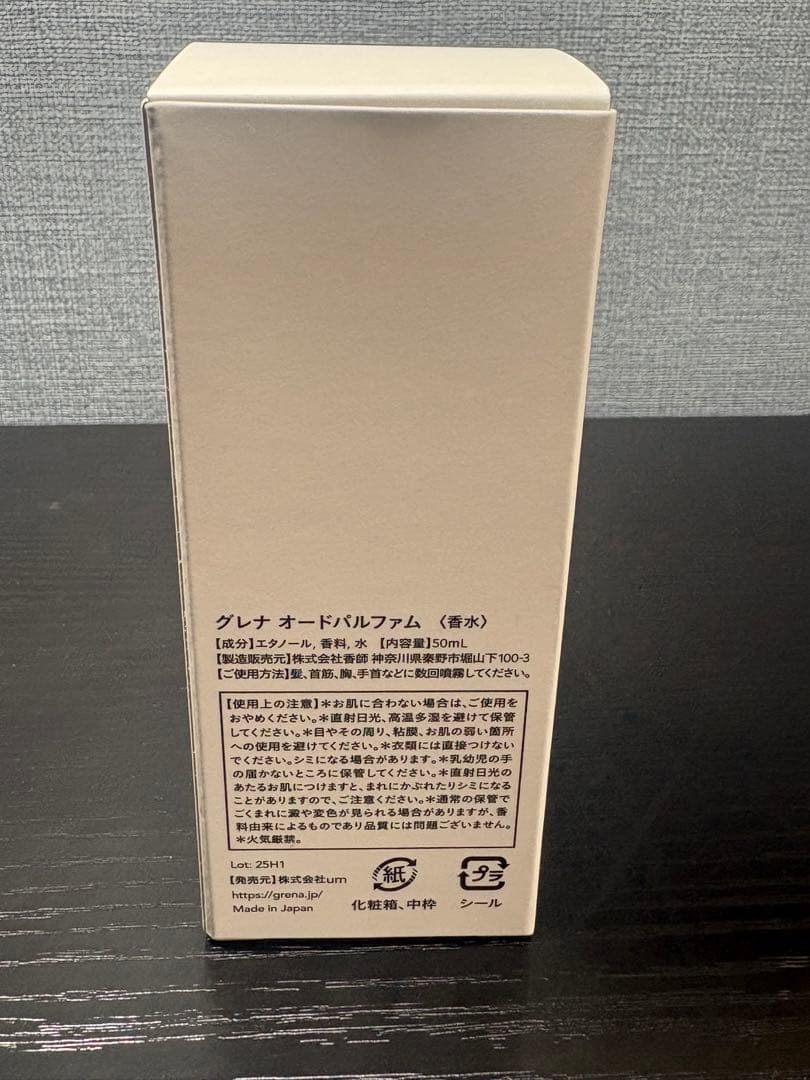 グレナ オードパルファム 〈香水〉
【成分】エタノール, 香料, 水 【内容量】50mL
【製造販売元】株式会社香師 神奈川県秦野市堀山下100-3
【ご使用方法】髪、首筋、胸、手首などに数回噴霧してください。
【使用上の注意】＊お肌に合わない場合は、ご使用を
おやめください。＊直射日光、高温多湿を避けて保管
してください。＊目やその周り、粘膜、お肌の弱い箇所
への使用を避けてください。＊衣類には直接つけない
でください。シミになる場合があります。＊乳幼児の手
の届かないところに保管してください。＊直射日光の
あたるお肌につけますと、まれにかぶれたりシミになる
ことがありますので、ご注意ください。＊通常の保管で
ごくまれに澱や変色が見られる場合がありますが、香
料由来によるものであり品質には問題ございません。
＊火気厳禁。
Lot: 25H1
【発売元】株式会社um
https://grena.jp/
Made in Japan
紙
化粧箱、中枠
プラ
シール